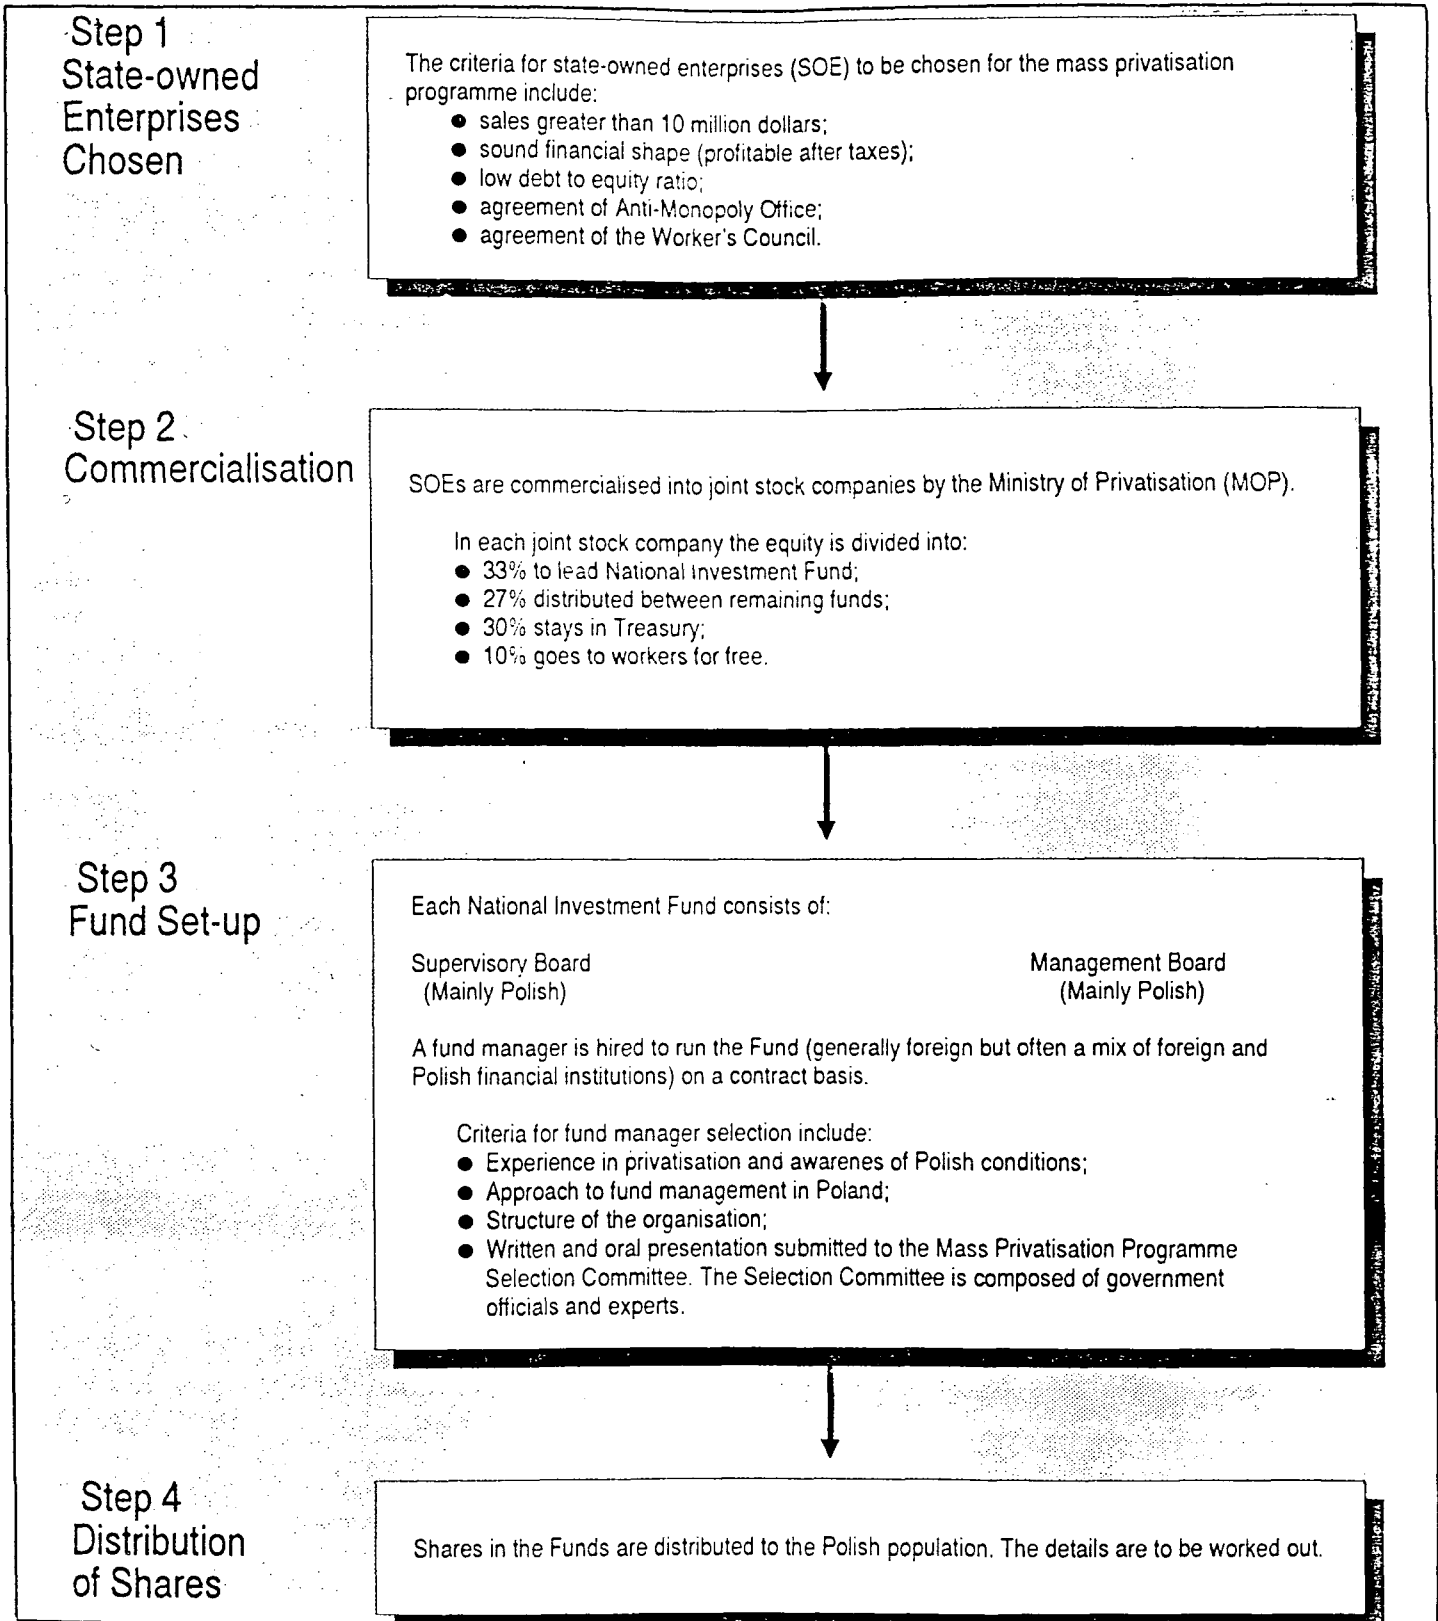 Step 1
State-owned
Enterprises
Chosen
The criteria for state-owned enterprises (SOE) to be chosen for the mass privatisation
programme include:
● sales greater than 10 million dollars;
● sound financial shape (profitable after taxes);
● low debt to equity ratio;
● agreement of Anti-Monopoly Office;
● agreement of the Worker's Council.
Step 2
Commercialisation
SOEs are commercialised into joint stock companies by the Ministry of Privatisation (MOP).
In each joint stock company the equity is divided into:
● 33% to lead National Investment Fund;
● 27% distributed between remaining funds;
● 30% stays in Treasury;
● 10% goes to workers for free.
Step 3
Fund Set-up
Each National Investment Fund consists of:
Supervisory Board
(Mainly Polish)
Management Board
(Mainly Polish)
A fund manager is hired to run the Fund (generally foreign but often a mix of foreign and
Polish financial institutions) on a contract basis.
Criteria for fund manager selection include:
● Experience in privatisation and awarenes of Polish conditions;
● Approach to fund management in Poland;
● Structure of the organisation;
● Written and oral presentation submitted to the Mass Privatisation Programme
Selection Committee. The Selection Committee is composed of government
officials and experts.
Step 4
Distribution
of Shares
Shares in the Funds are distributed to the Polish population. The details are to be worked out.